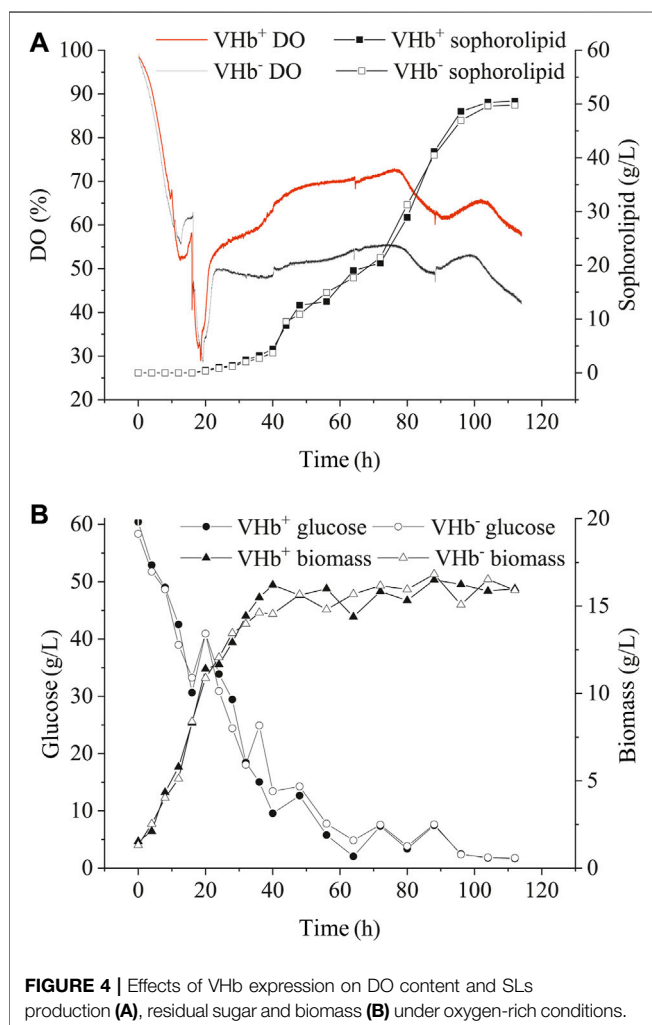 A
VHb+ DO
VHb+ sophorolipid
VHb- DO
VHb- sophorolipid
100
90
80
70
60
50
40
30
20
DO (%)
60
50
40
30
20
10
0
Sophorolipid (g/L)
0 20 40 60 80 100 120
Time (h)
B
VHb+ glucose
VHb- glucose
VHb+ biomass
VHb- biomass
60
50
40
30
20
10
0
Glucose (g/L)
20
15
10
5
0
Biomass (g/L)
0 20 40 60 80 100 120
Time (h)
FIGURE 4 | Effects of VHb expression on DO content and SLs
production (A), residual sugar and biomass (B) under oxygen-rich conditions.